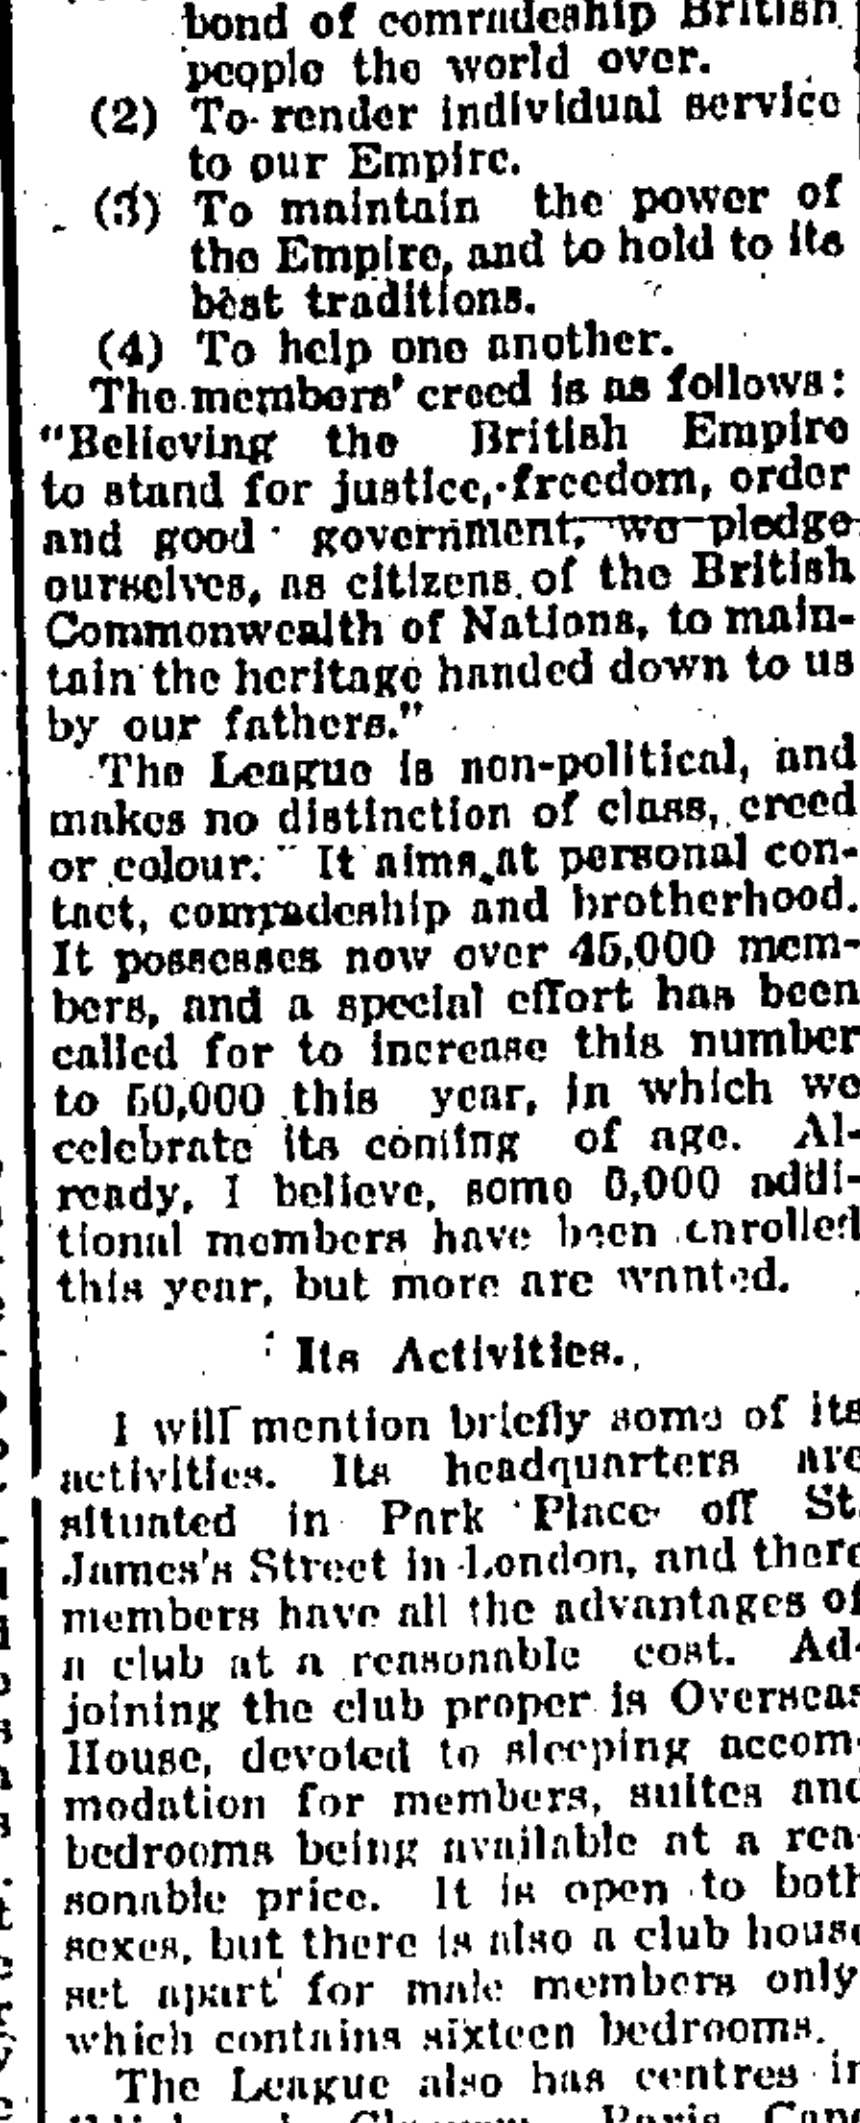 bond of comradeship British
people the world over.
(2) To render individual service
to our Empire.
(3) To maintain the power of
the Empire, and to hold to its
best traditions.
(4) To help one another.
The members' creed is as follows:
"Believing the British Empire
to stand for justice, freedom, order
and good government, we pledge
ourselves, as citizens of the British
Commonwealth of Nations, to main-
tain the heritage handed down to us
by our fathers."
The League is non-political, and
makes no distinction of class, creed
or colour. It aims at personal con-
tact, comradeship and brotherhood.
It possesses now over 45,000 mem-
bers, and a special effort has been
called for to increase this number
to 50,000 this year, in which we
celebrate its coming of age. Al-
ready, I believe, some additi-
tional members have been enrolled
this year, but more are wanted.
Its Activities.
I will mention briefly some of its
activities. Its headquarters are
situated in Park Place off St.
James's Street in London, and there
members have all the advantages of
a club at a reasonable cost. Ad-
joining the club proper is Overseas
House, devoted to sleeping accom-
modation for members, suites and
bedrooms being available at a rea-
sonable price. It is open to both
sexes, but there is also a club house
set apart for male members only
which contains sixteen bedrooms.
The League also has centres in